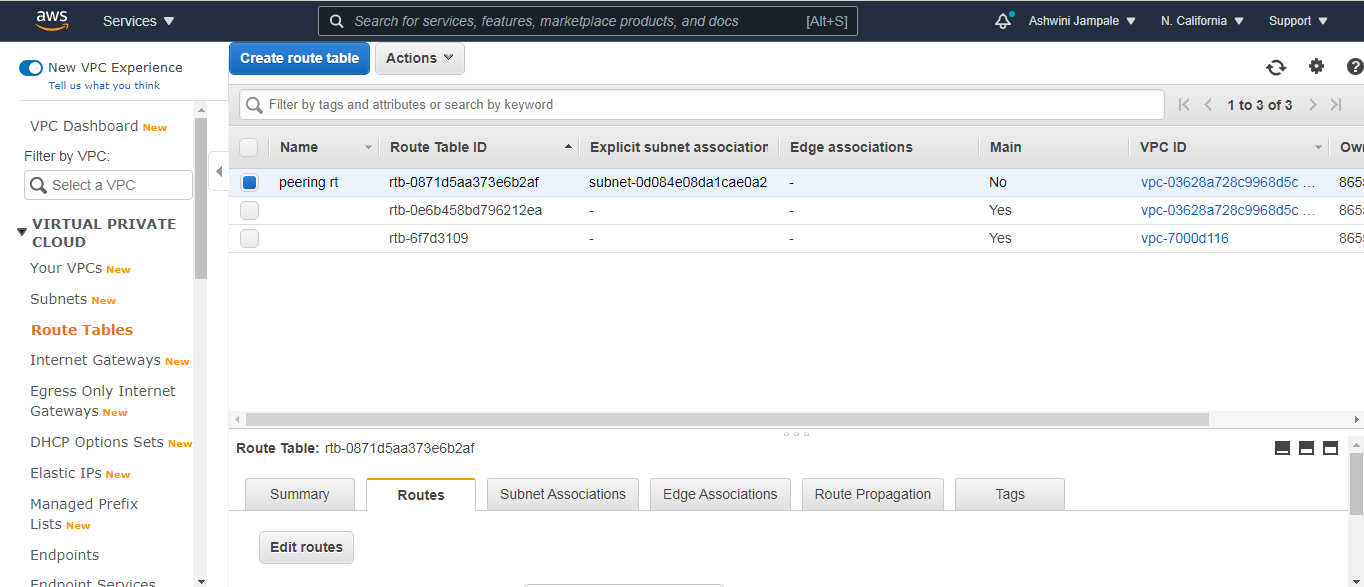 aws Services Search for services, features, marketplace products, and docs [Alt+S] Ashwini Jampale N. California Support
New VPC Experience
Tell us what you think
VPC Dashboard New
Filter by VPC:
Select a VPC
VIRTUAL PRIVATE
CLOUD
Your VPCs New
Subnets New
Route Tables
Internet Gateways New
Egress Only Internet
Gateways New
DHCP Options Sets New
Elastic IPs New
Managed Prefix
Lists New
Endpoints
Endpoint Services
Create route table Actions
Filter by tags and attributes or search by keyword 1 to 3 of 3
Name Route Table ID Explicit subnet association Edge associations Main VPC ID Own
peering rt rtb-0871d5aa373e6b2af subnet-0d084e08da1cae0a2 - No vpc-03628a728c9968d5c ... 8655
rtb-0e6b458bd796212ea - - Yes vpc-03628a728c9968d5c ... 8655
rtb-6f7d3109 - - Yes vpc-7000d116 8655
Route Table: rtb-0871d5aa373e6b2af
Summary Routes Subnet Associations Edge Associations Route Propagation Tags
Edit routes